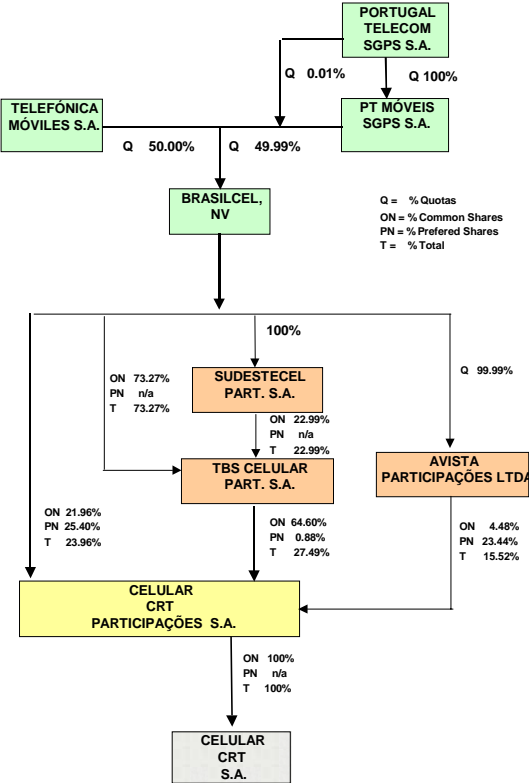 PORTUGAL
TELECOM
SGPS S.A.
Q 0.01%
Q 100%
TELEFÓNICA
MÓVILES S.A.
PT MÓVEIS
SGPS S.A.
Q 50.00%
Q 49.99%
BRASILCEL,
NV
Q = % Quotas
ON = % Common Shares
PN = % Prefered Shares
T = % Total
100%
ON 73.27%
PN n/a
T 73.27%
SUDESTECEL
PART. S.A.
Q 99.99%
ON 22.99%
PN n/a
T 22.99%
TBS CELULAR
PART. S.A.
AVISTA
PARTICIPAÇÕES LTDA
ON 21.96%
PN 25.40%
T 23.96%
ON 64.60%
PN 0.88%
T 27.49%
ON 4.48%
PN 23.44%
T 15.52%
CELULAR
CRT
PARTICIPAÇÕES S.A.
ON 100%
PN n/a
T 100%
CELULAR
CRT
S.A.